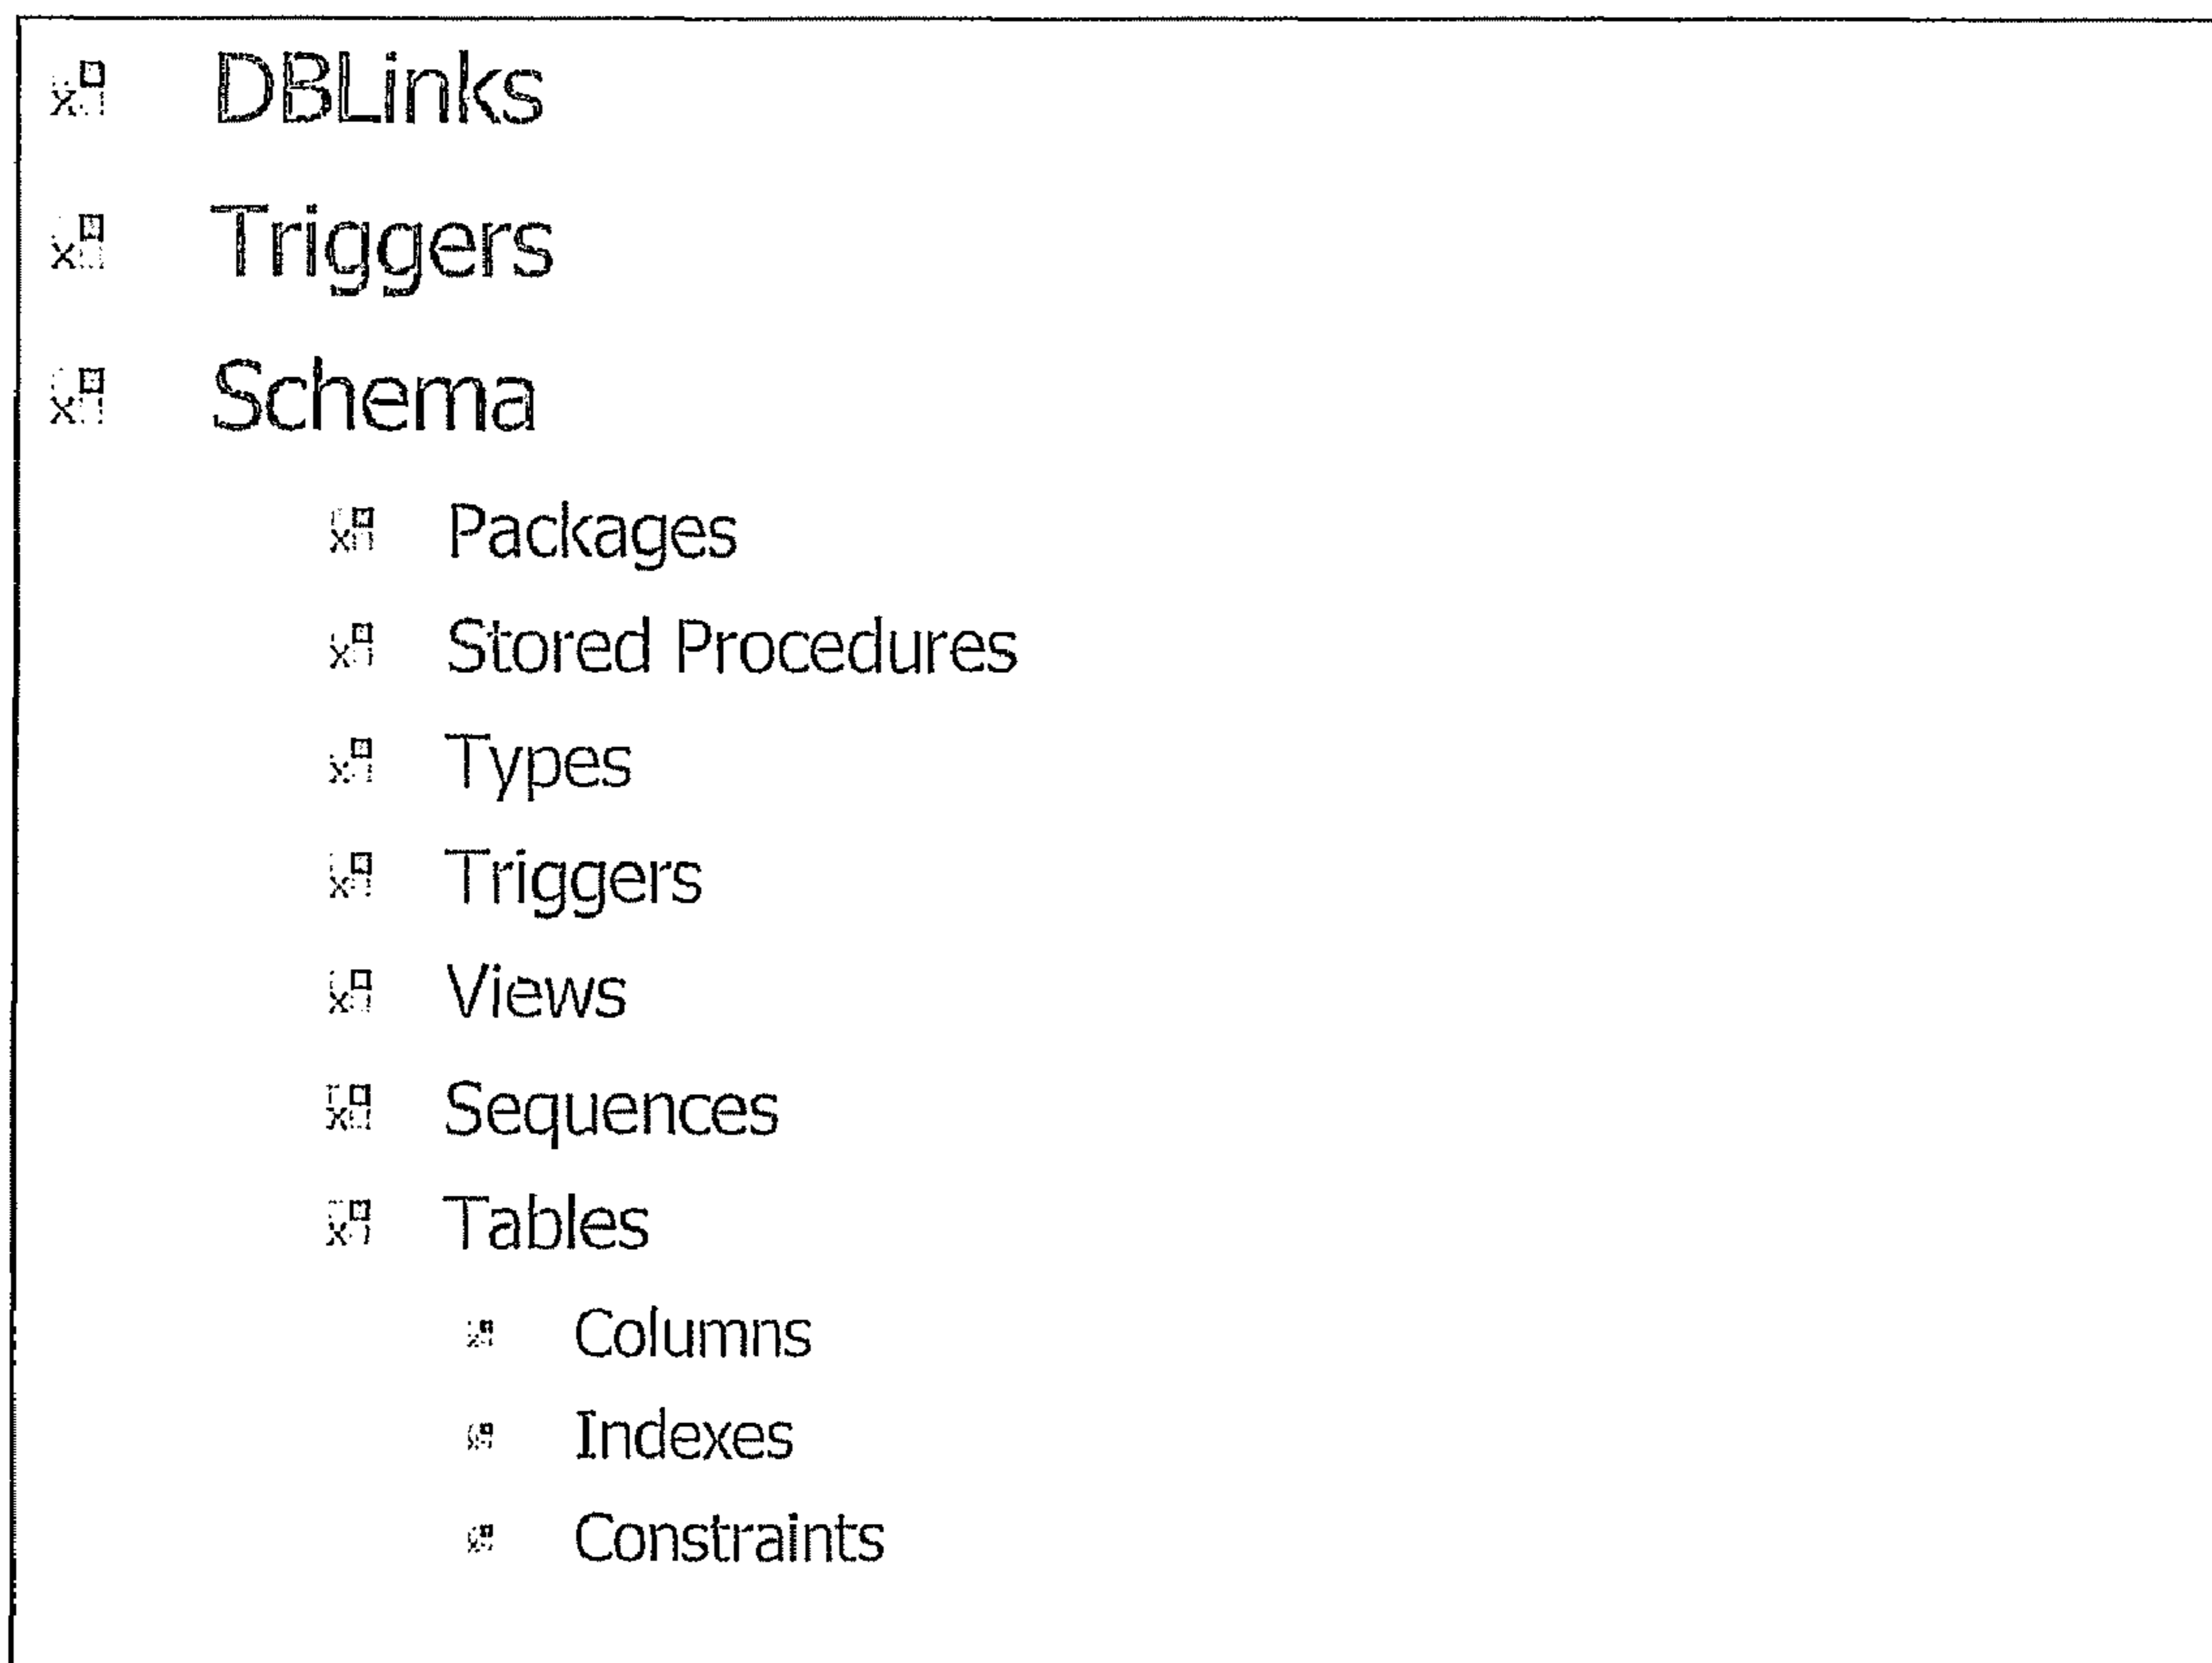 DBLinks
Triggers
Schema
Packages
Stored Procedures
Types
Triggers
Views
Sequences
Tables
Columns
Indexes
Constraints